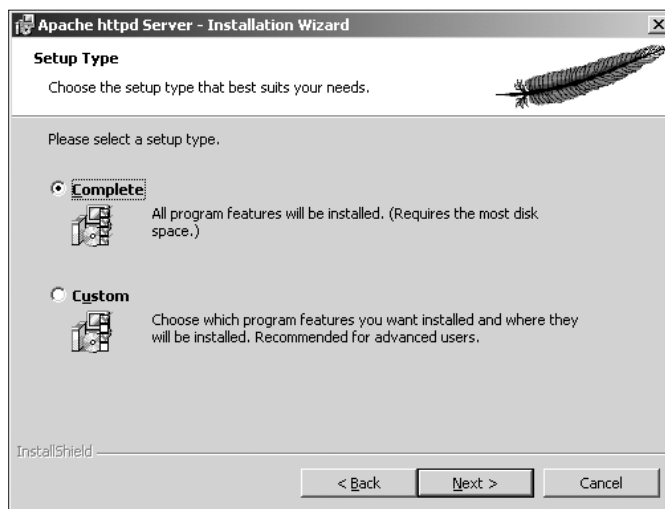 Apache httpd Server - Installation Wizard
Setup Type
Choose the setup type that best suits your needs.
Please select a setup type.
Complete
All program features will be installed. (Requires the most disk
space.)
Custom
Choose which program features you want installed and where they
will be installed. Recommended for advanced users.
InstallShield
< Back
Next >
Cancel